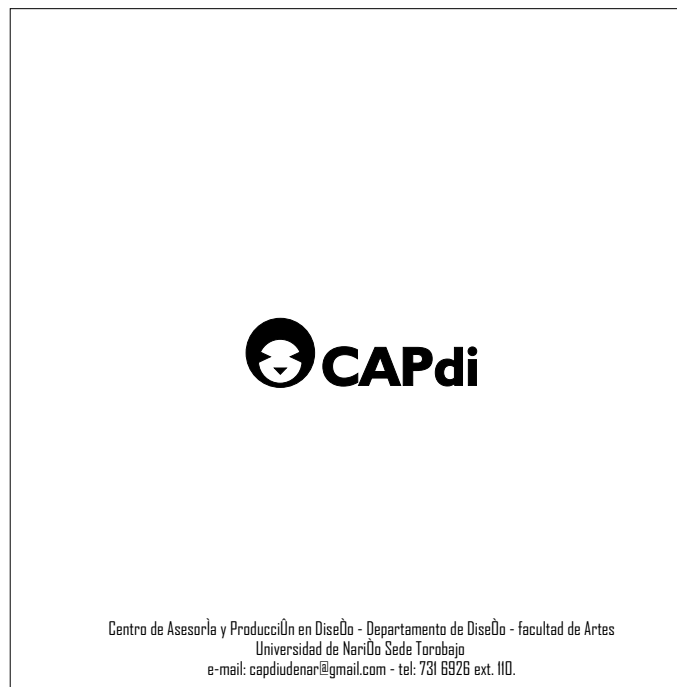 CAPdi
Centro de AsesorÌa y ProducciÛn en DiseÒo - Departamento de DiseÒo - facultad de Artes
Universidad de NariÒo Sede Torobajo
e-mail: capdiudenar@gmail.com - tel: 731 6926 ext. 110.